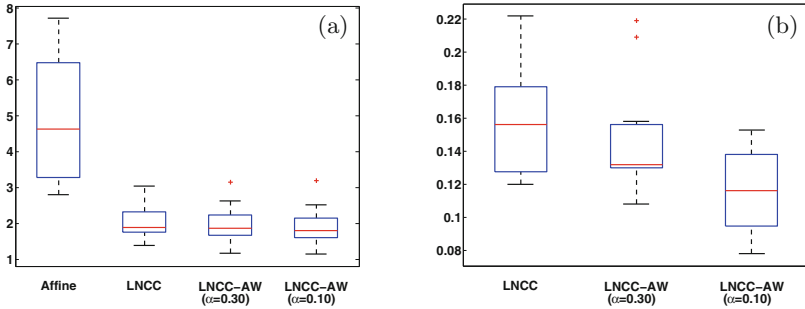 (a)
8
7
6
5
4
3
2
1
Affine
LNCC
LNCC-AW
(α=0.30)
LNCC-AW
(α=0.10)
(b)
0.22
0.2
0.18
0.16
0.14
0.12
0.1
0.08
LNCC
LNCC-AW
(α=0.30)
LNCC-AW
(α=0.10)